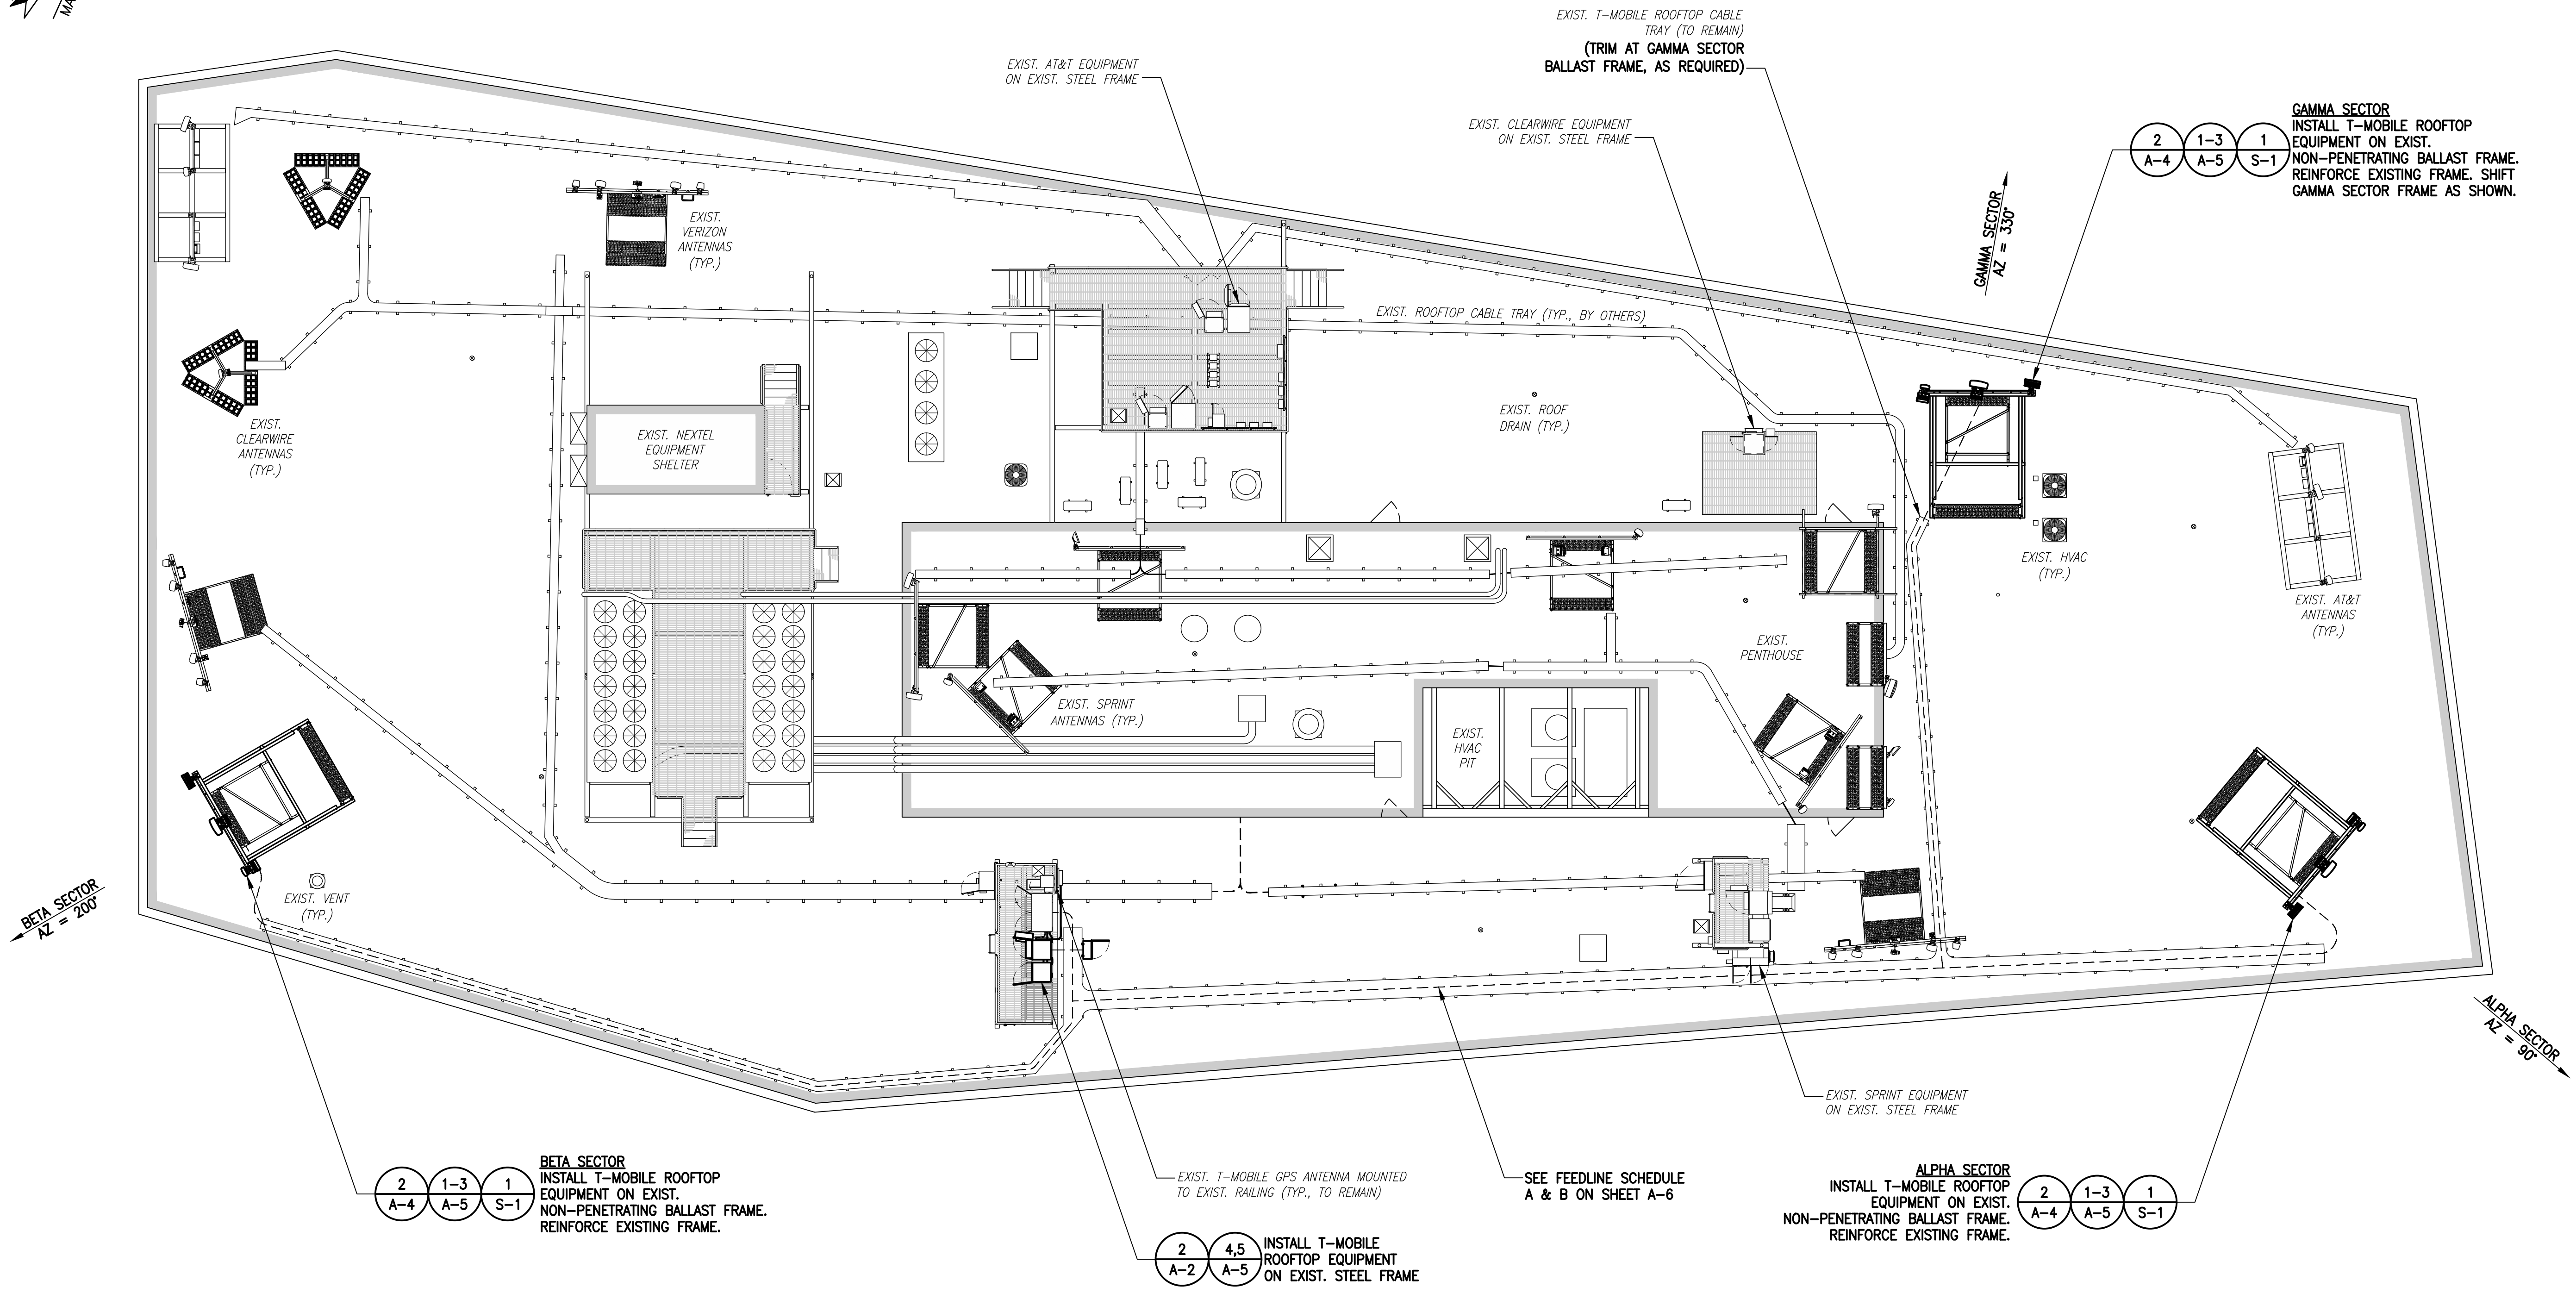 MA
EXIST. T-MOBILE ROOFTOP CABLE
TRAY (TO REMAIN)
(TRIM AT GAMMA SECTOR
BALLAST FRAME, AS REQUIRED)
EXIST. AT&T EQUIPMENT
ON EXIST. STEEL FRAME
EXIST. CLEARWIRE EQUIPMENT
ON EXIST. STEEL FRAME
2
A-4
1-3
A-5
1
S-1
GAMMA SECTOR
INSTALL T-MOBILE ROOFTOP
EQUIPMENT ON EXIST.
NON-PENETRATING BALLAST FRAME.
REINFORCE EXISTING FRAME. SHIFT
GAMMA SECTOR FRAME AS SHOWN.
GAMMA SECTOR
AZ = 330°
EXIST.
VERIZON
ANTENNAS
(TYP.)
EXIST. ROOFTOP CABLE TRAY (TYP., BY OTHERS)
EXIST.
CLEARWIRE
ANTENNAS
(TYP.)
EXIST. NEXTEL
EQUIPMENT
SHELTER
EXIST. ROOF
DRAIN (TYP.)
EXIST. HVAC
(TYP.)
EXIST. AT&T
ANTENNAS
(TYP.)
EXIST.
PENTHOUSE
EXIST. SPRINT
ANTENNAS (TYP.)
EXIST.
HVAC
PIT
EXIST. VENT
(TYP.)
BETA SECTOR
AZ = 200°
ALPHA SECTOR
AZ = 90°
EXIST. SPRINT EQUIPMENT
ON EXIST. STEEL FRAME
2
A-4
1-3
A-5
1
S-1
BETA SECTOR
INSTALL T-MOBILE ROOFTOP
EQUIPMENT ON EXIST.
NON-PENETRATING BALLAST FRAME.
REINFORCE EXISTING FRAME.
EXIST. T-MOBILE GPS ANTENNA MOUNTED
TO EXIST. RAILING (TYP., TO REMAIN)
SEE FEEDLINE SCHEDULE
A & B ON SHEET A-6
ALPHA SECTOR
INSTALL T-MOBILE ROOFTOP
EQUIPMENT ON EXIST.
NON-PENETRATING BALLAST FRAME.
REINFORCE EXISTING FRAME.
2
A-4
1-3
A-5
1
S-1
2
A-2
4,5
A-5
INSTALL T-MOBILE
ROOFTOP EQUIPMENT
ON EXIST. STEEL FRAME